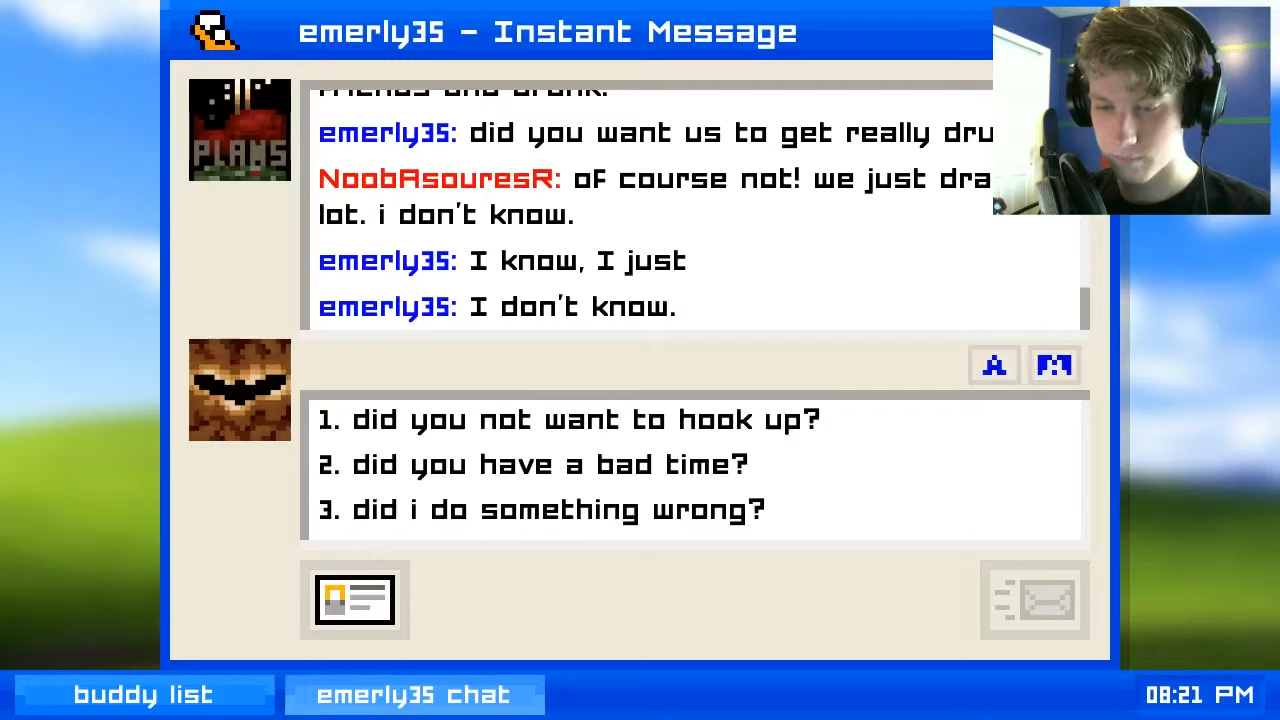 emerly35 - Instant Message
emerly35: did you want us to get really
NoobAsouresR: of course not! we just
lot. i don't know.
emerly35: I know, I just
emerly35: I don't know.
PLANS
A
1. did you not want to hook up?
2. did you have a bad time?
3. did i do something wrong?
buddy list
emerly35 chat
08:21 PM